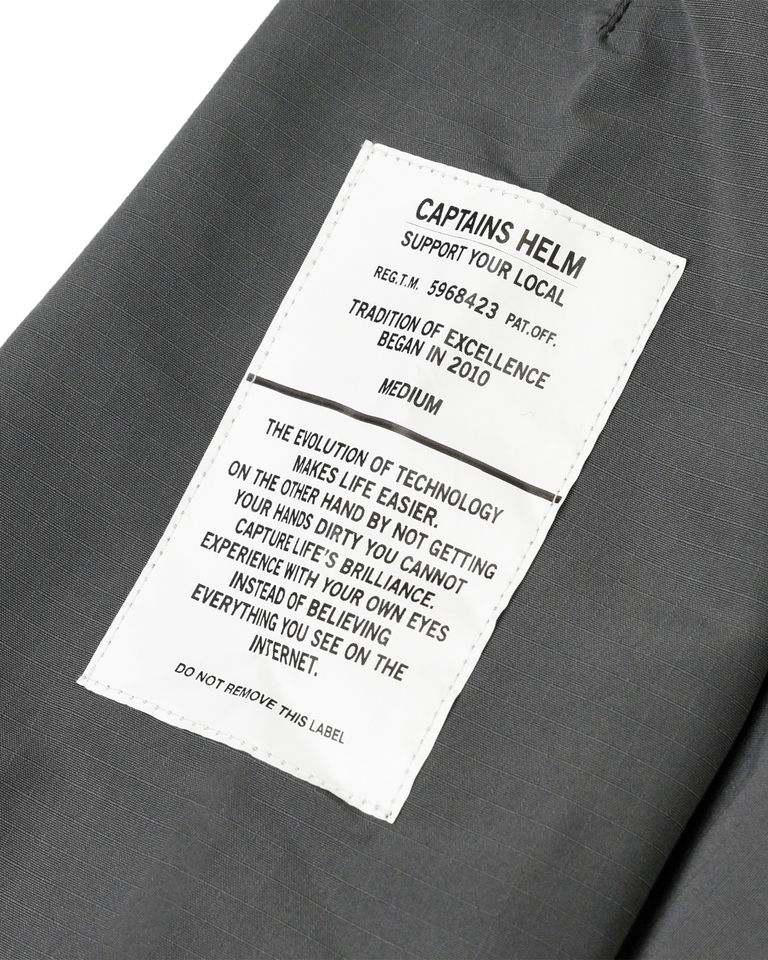 CAPTAINS HELM
SUPPORT YOUR LOCAL
REG.T.M. 5968423 PAT.OFF.
TRADITION OF EXCELLENCE
BEGAN IN 2010
MEDIUM
THE EVOLUTION OF TECHNOLOGY
MAKES LIFE EASIER.
ON THE OTHER HAND BY NOT GETTING
YOUR HANDS DIRTY YOU CANNOT
CAPTURE LIFE'S BRILLIANCE.
EXPERIENCE WITH YOUR OWN EYES
INSTEAD OF BELIEVING
EVERYTHING YOU SEE ON THE
INTERNET.
DO NOT REMOVE THIS LABEL